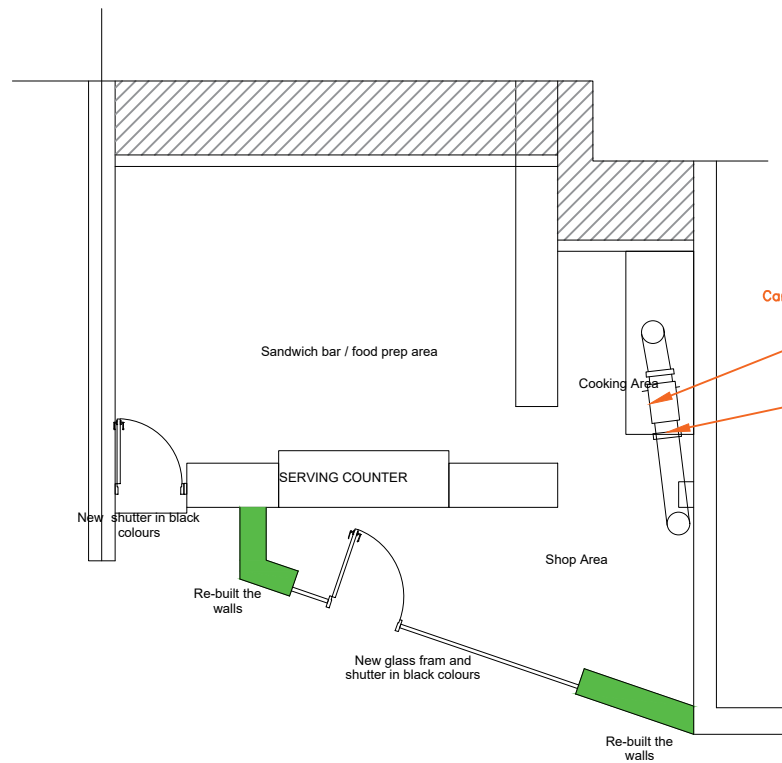 Ca
Sandwich bar / food prep area
Cooking Area
SERVING COUNTER
New shutter in black
colours
Shop Area
Re-built the
walls
New glass fram and
shutter in black colours
Re-built the
walls